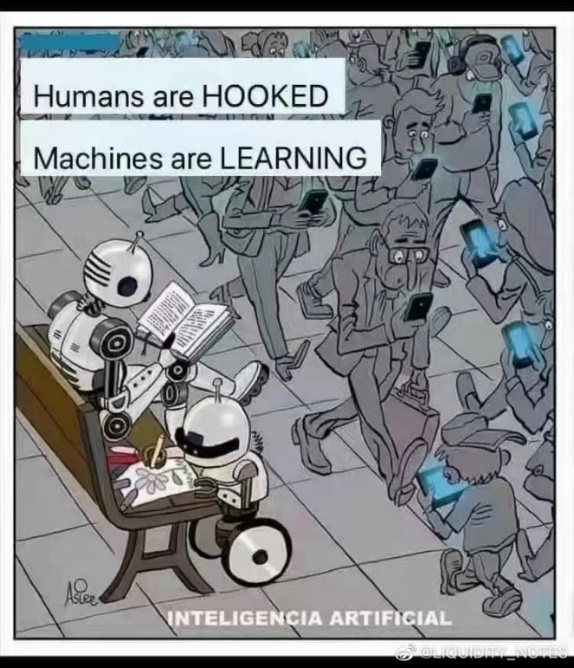 Humans are HOOKED
Machines are LEARNING
Asier
INTELIGENCIA ARTIFICIAL
@LIQUIDITY_NOTES